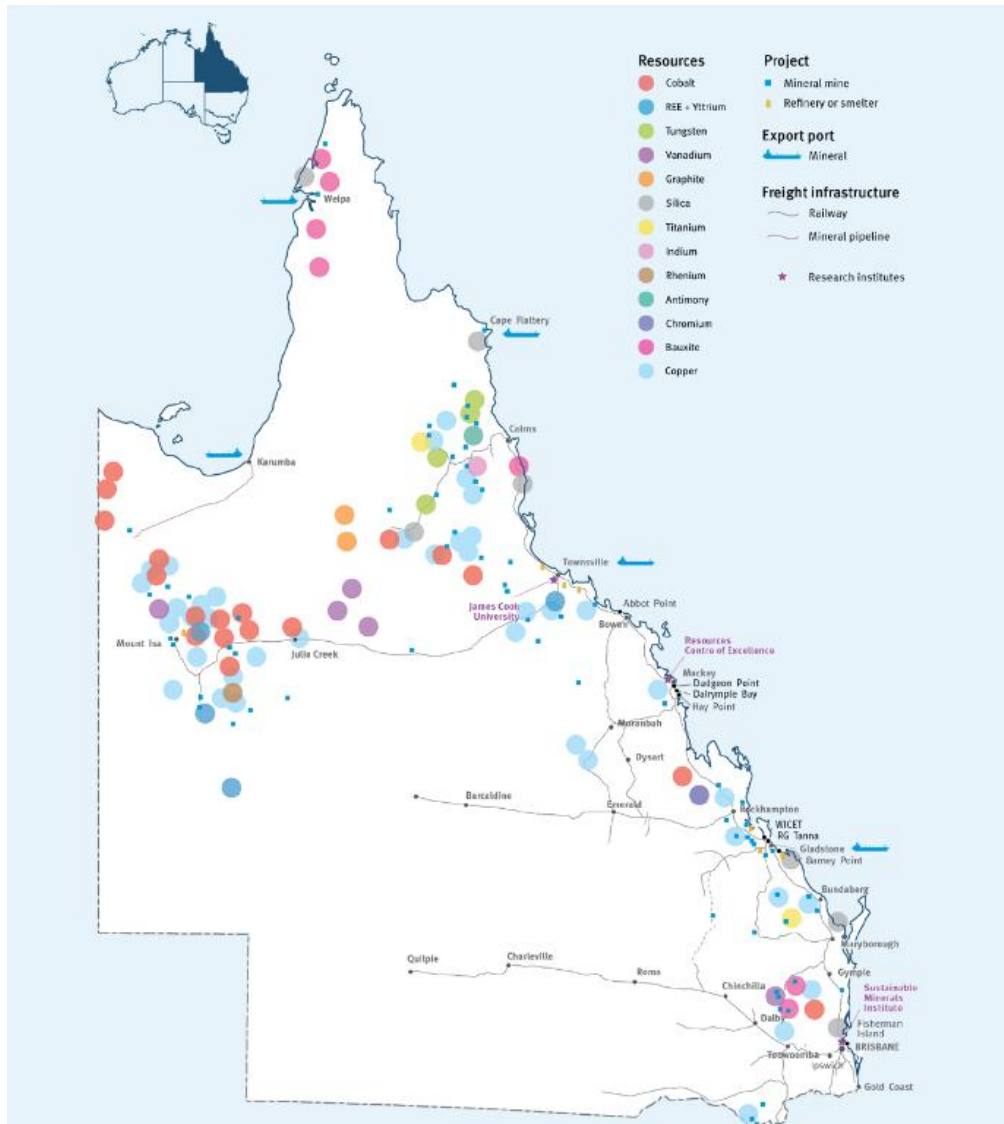 Resources
Cobalt
REE + Yttrium
Tungsten
Vanadium
Graphite
Silica
Titanium
Indium
Rhenium
Antimony
Chromium
Bauxite
Copper
Project
Mineral mine
Refinery or smelter
Export port
Mineral
Freight infrastructure
Railway
Mineral pipeline
Research institutes
Weipa
Cape Flattery
Cairns
Karumba
Townsville
James Cook
University
Abbot Point
Bowen
Mount Isa
Julia Creek
Resources
Centre of Excellence
Mackay
Dudgeon Point
Dalrymple Bay
Hay Point
Moranbah
Dysart
Barcaldine
Emerald
Rockhampton
WICET
RG Tanna
Gladstone
Barney Point
Bundaberg
Maryborough
Quilpie
Charleville
Roma
Chinchilla
Gympie
Sustainable
Minerals
Institute
Dalby
Fisherman
Island
BRISBANE
Toowoomba
Ipswich
Gold Coast